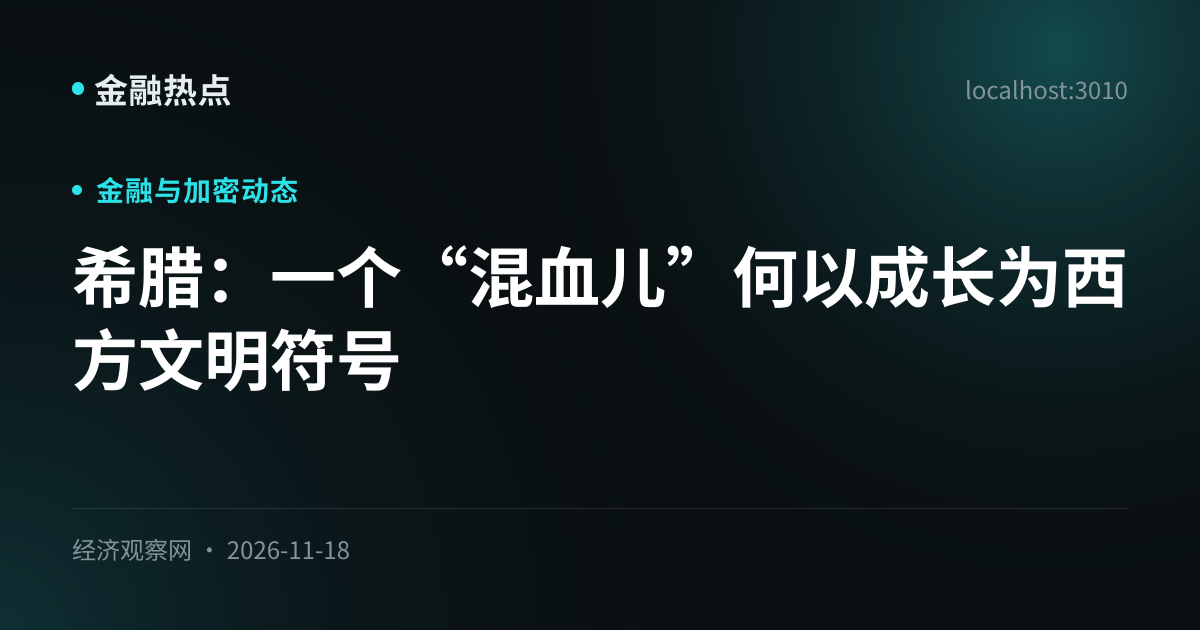 金融热点
localhost:3010
金融与加密动态
希腊：一个“混血儿”何以成长为西
方文明符号
经济观察网 · 2026-11-18